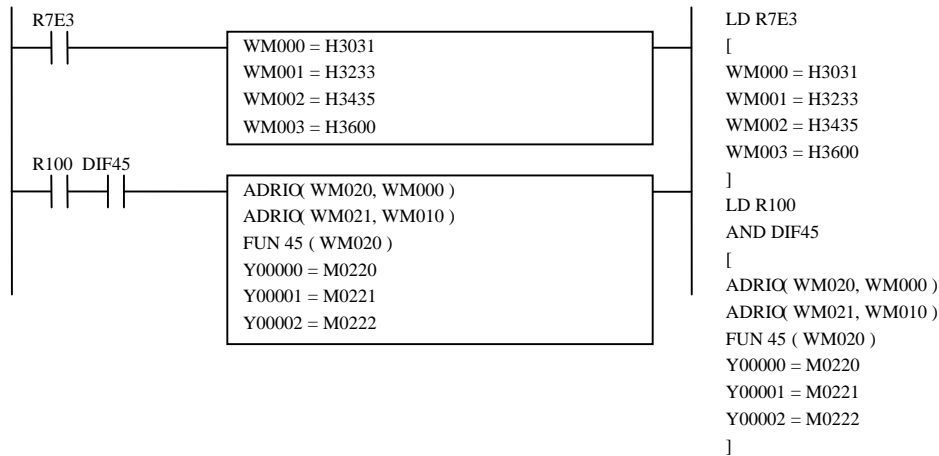 R7E3
WM000 = H3031
WM001 = H3233
WM002 = H3435
WM003 = H3600
R100 DIF45
ADRIO( WM020, WM000 )
ADRIO( WM021, WM010 )
FUN 45 ( WM020 )
Y00000 = M0220
Y00001 = M0221
Y00002 = M0222
LD R7E3
[
WM000 = H3031
WM001 = H3233
WM002 = H3435
WM003 = H3600
]
LD R100
AND DIF45
[
ADRIO( WM020, WM000 )
ADRIO( WM021, WM010 )
FUN 45 ( WM020 )
Y00000 = M0220
Y00001 = M0221
Y00002 = M0222
]